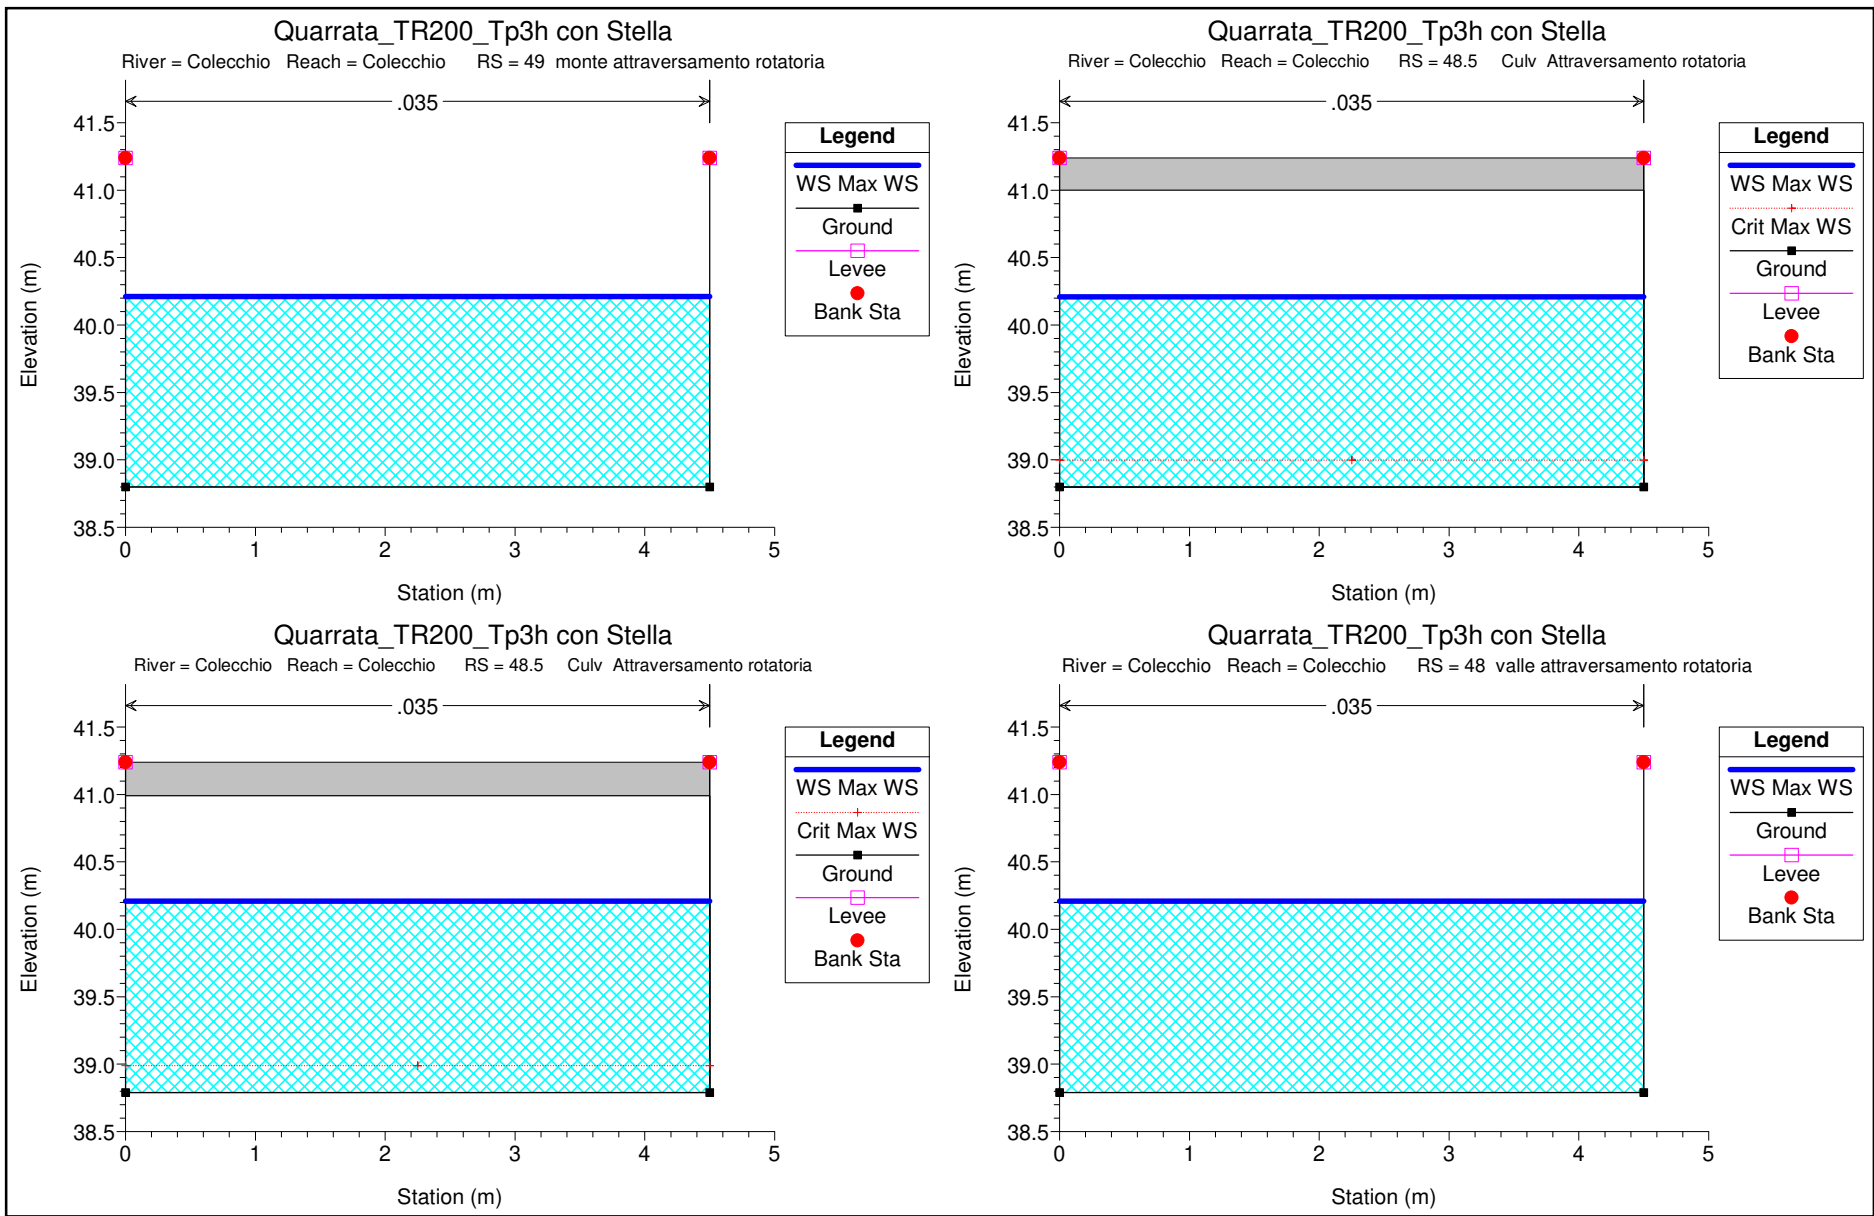 Quarrata_TR200_Tp3h con Stella
River = Colecchio Reach = Colecchio RS = 49 monte attraversamento rotatoria
.035
41.5
41.0
40.5
40.0
39.5
39.0
38.5
0 1 2 3 4 5
Station (m)
Elevation (m)
Legend
WS Max WS
Ground
Levee
Bank Sta
Quarrata_TR200_Tp3h con Stella
River = Colecchio Reach = Colecchio RS = 48.5 Culv Attraversamento rotatoria
.035
41.5
41.0
40.5
40.0
39.5
39.0
38.5
0 1 2 3 4 5
Station (m)
Elevation (m)
Legend
WS Max WS
Crit Max WS
Ground
Levee
Bank Sta
Quarrata_TR200_Tp3h con Stella
River = Colecchio Reach = Colecchio RS = 48.5 Culv Attraversamento rotatoria
.035
41.5
41.0
40.5
40.0
39.5
39.0
38.5
0 1 2 3 4 5
Station (m)
Elevation (m)
Legend
WS Max WS
Crit Max WS
Ground
Levee
Bank Sta
Quarrata_TR200_Tp3h con Stella
River = Colecchio Reach = Colecchio RS = 48 valle attraversamento rotatoria
.035
41.5
41.0
40.5
40.0
39.5
39.0
38.5
0 1 2 3 4 5
Station (m)
Elevation (m)
Legend
WS Max WS
Ground
Levee
Bank Sta